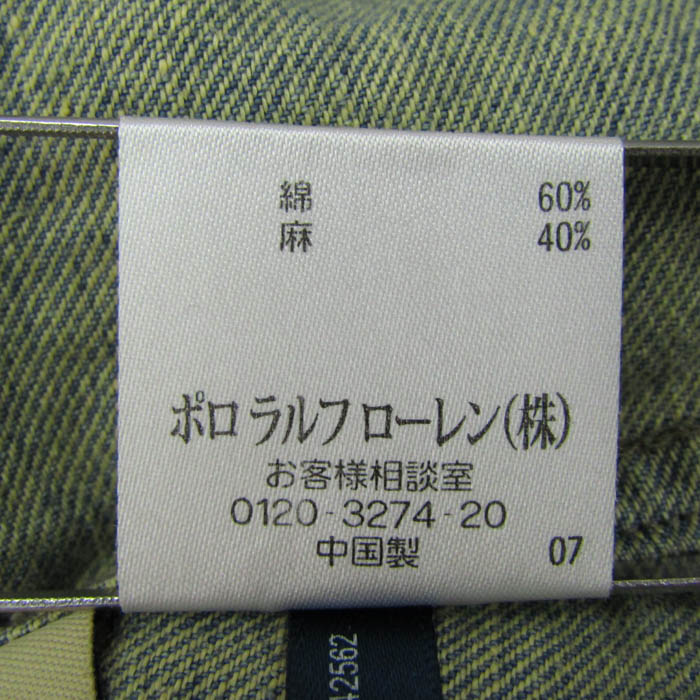 綿 60%
麻 40%
ポロ ラルフ ローレン(株)
お客様相談室
0120-3274-20
中国製 07
42562